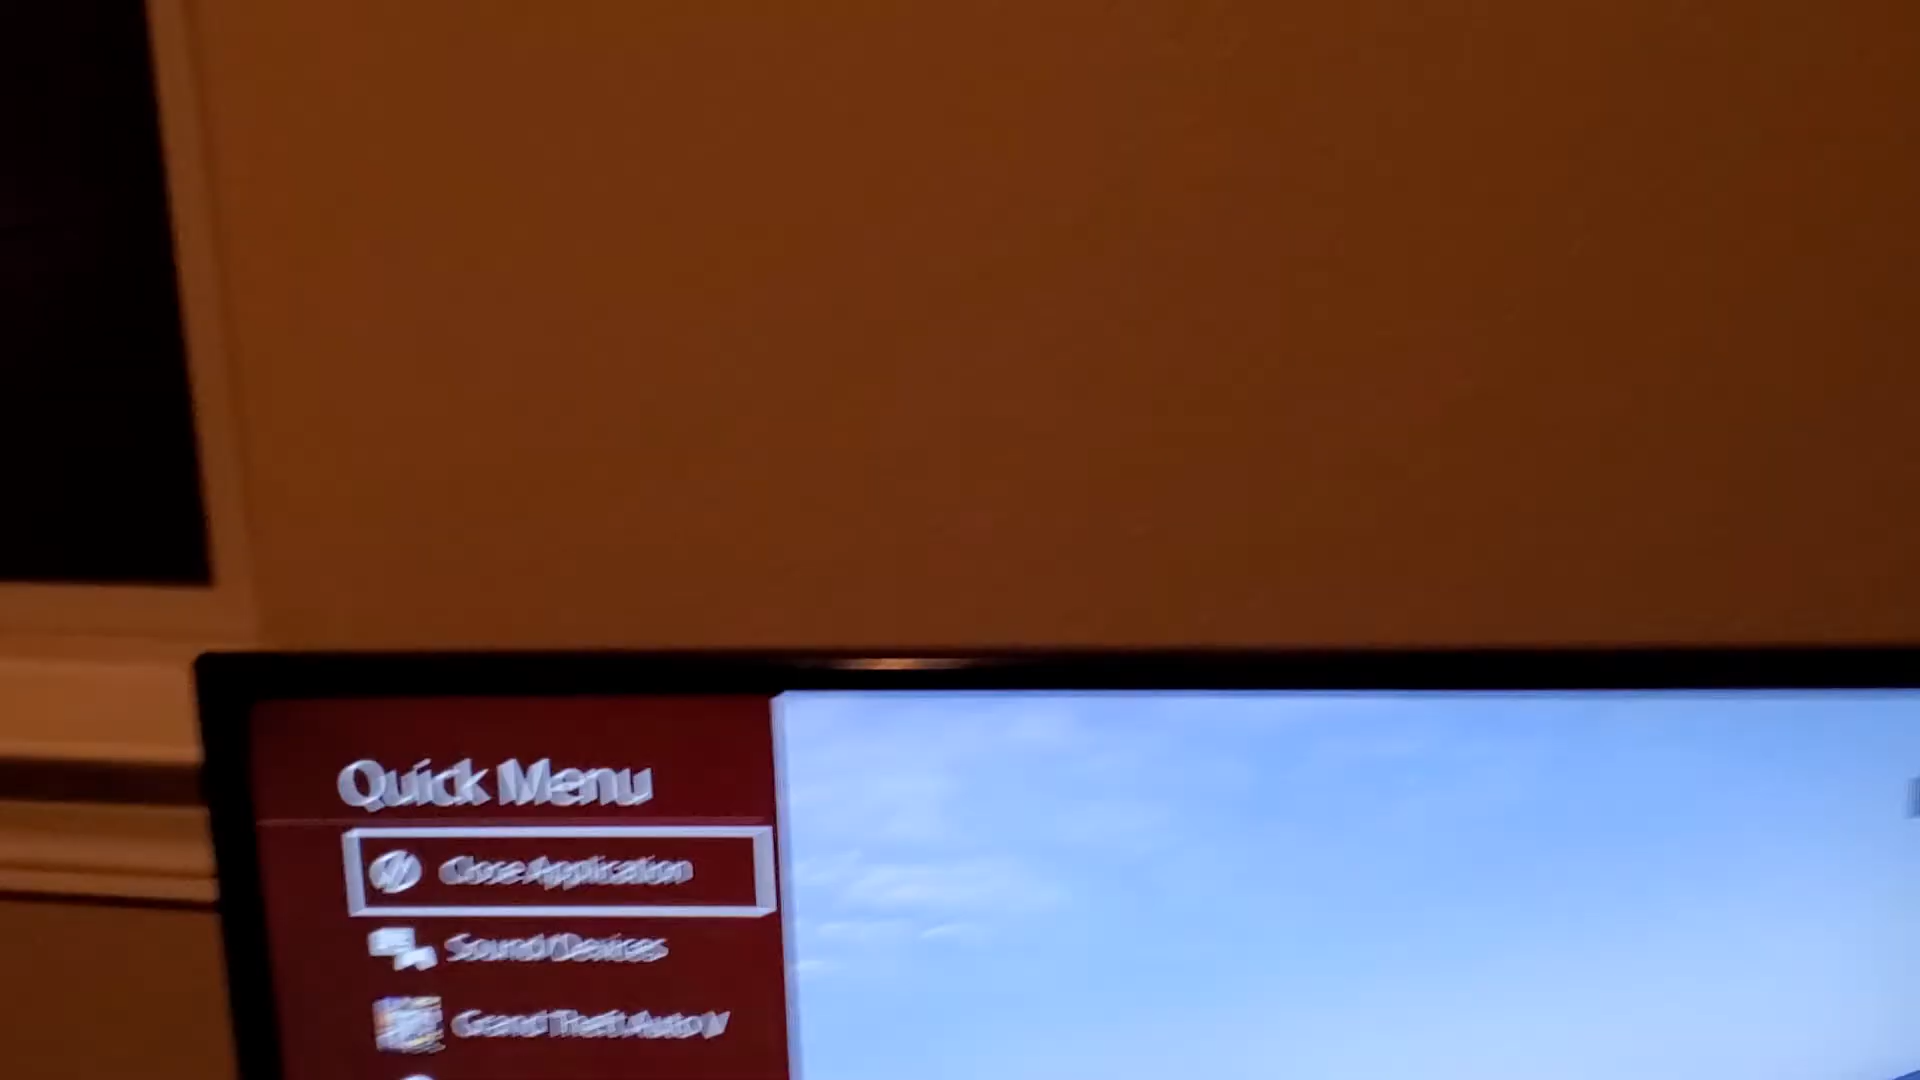 Quick Menu
Close Application
Sound/Devices
Grand Theft Auto V